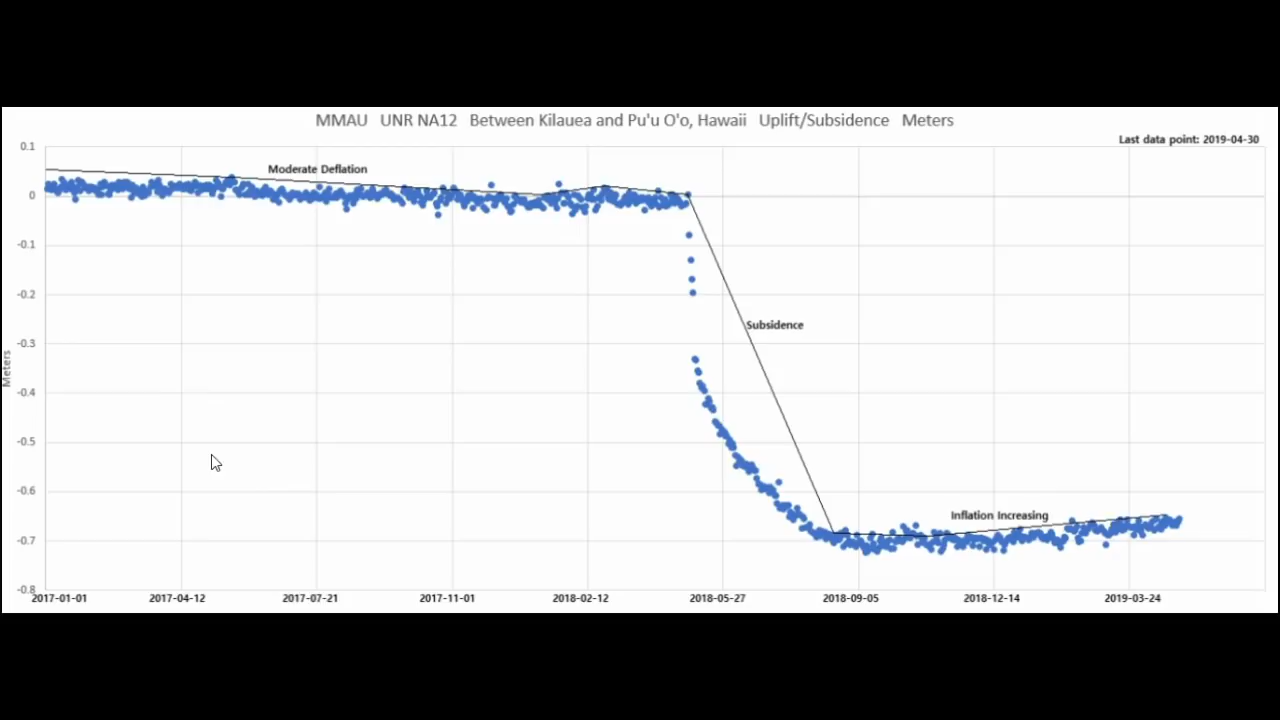 MMAU UNR NA12 Between Kilauea and Pu'u O'o, Hawaii Uplift/Subsidence Meters
Last data point: 2019-04-30
0.1
Moderate Deflation
0
-0.1
-0.2
Subsidence
-0.3
Meters
-0.4
-0.5
-0.6
Inflation Increasing
-0.7
-0.8
2017-01-01 2017-04-12 2017-07-21 2017-11-01 2018-02-12 2018-05-27 2018-09-05 2018-12-14 2019-03-24